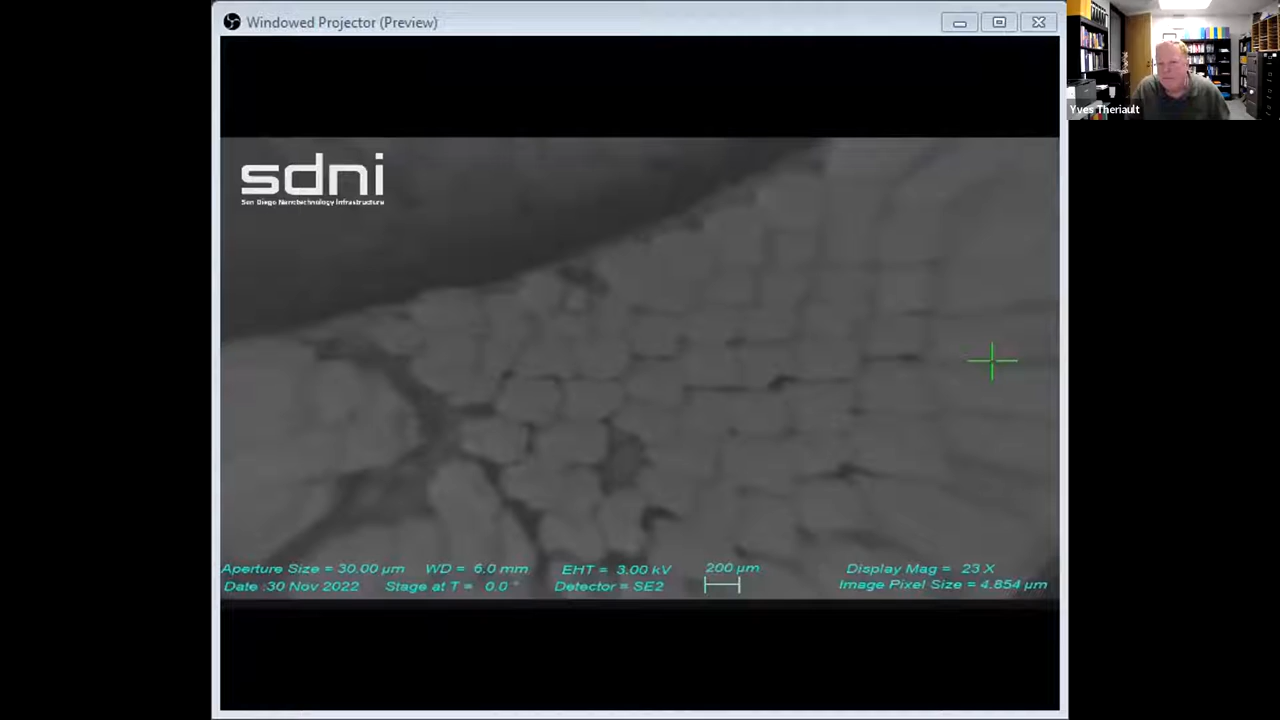 Windowed Projector (Preview)
Yves Theriault
sdni
San Diego Nanotechnology Infrastructure
Aperture Size = 30.00 µm WD = 6.0 mm EHT = 3.00 kV 200 µm Display Mag = 23 X
Date :30 Nov 2022 Stage at T = 0.0 ° Detector = SE2 Image Pixel Size = 4.854 µm